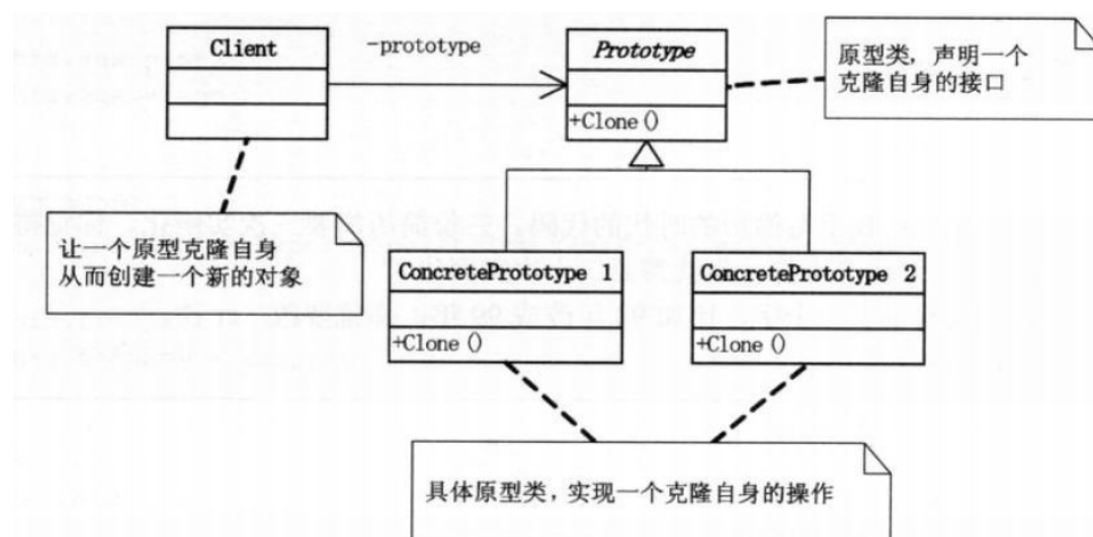 Client
-prototype
Prototype
+Clone()
原型类，声明一个
克隆自身的接口
让一个原型克隆自身
从而创建一个新的对象
ConcretePrototype 1
+Clone()
ConcretePrototype 2
+Clone()
具体原型类，实现一个克隆自身的操作